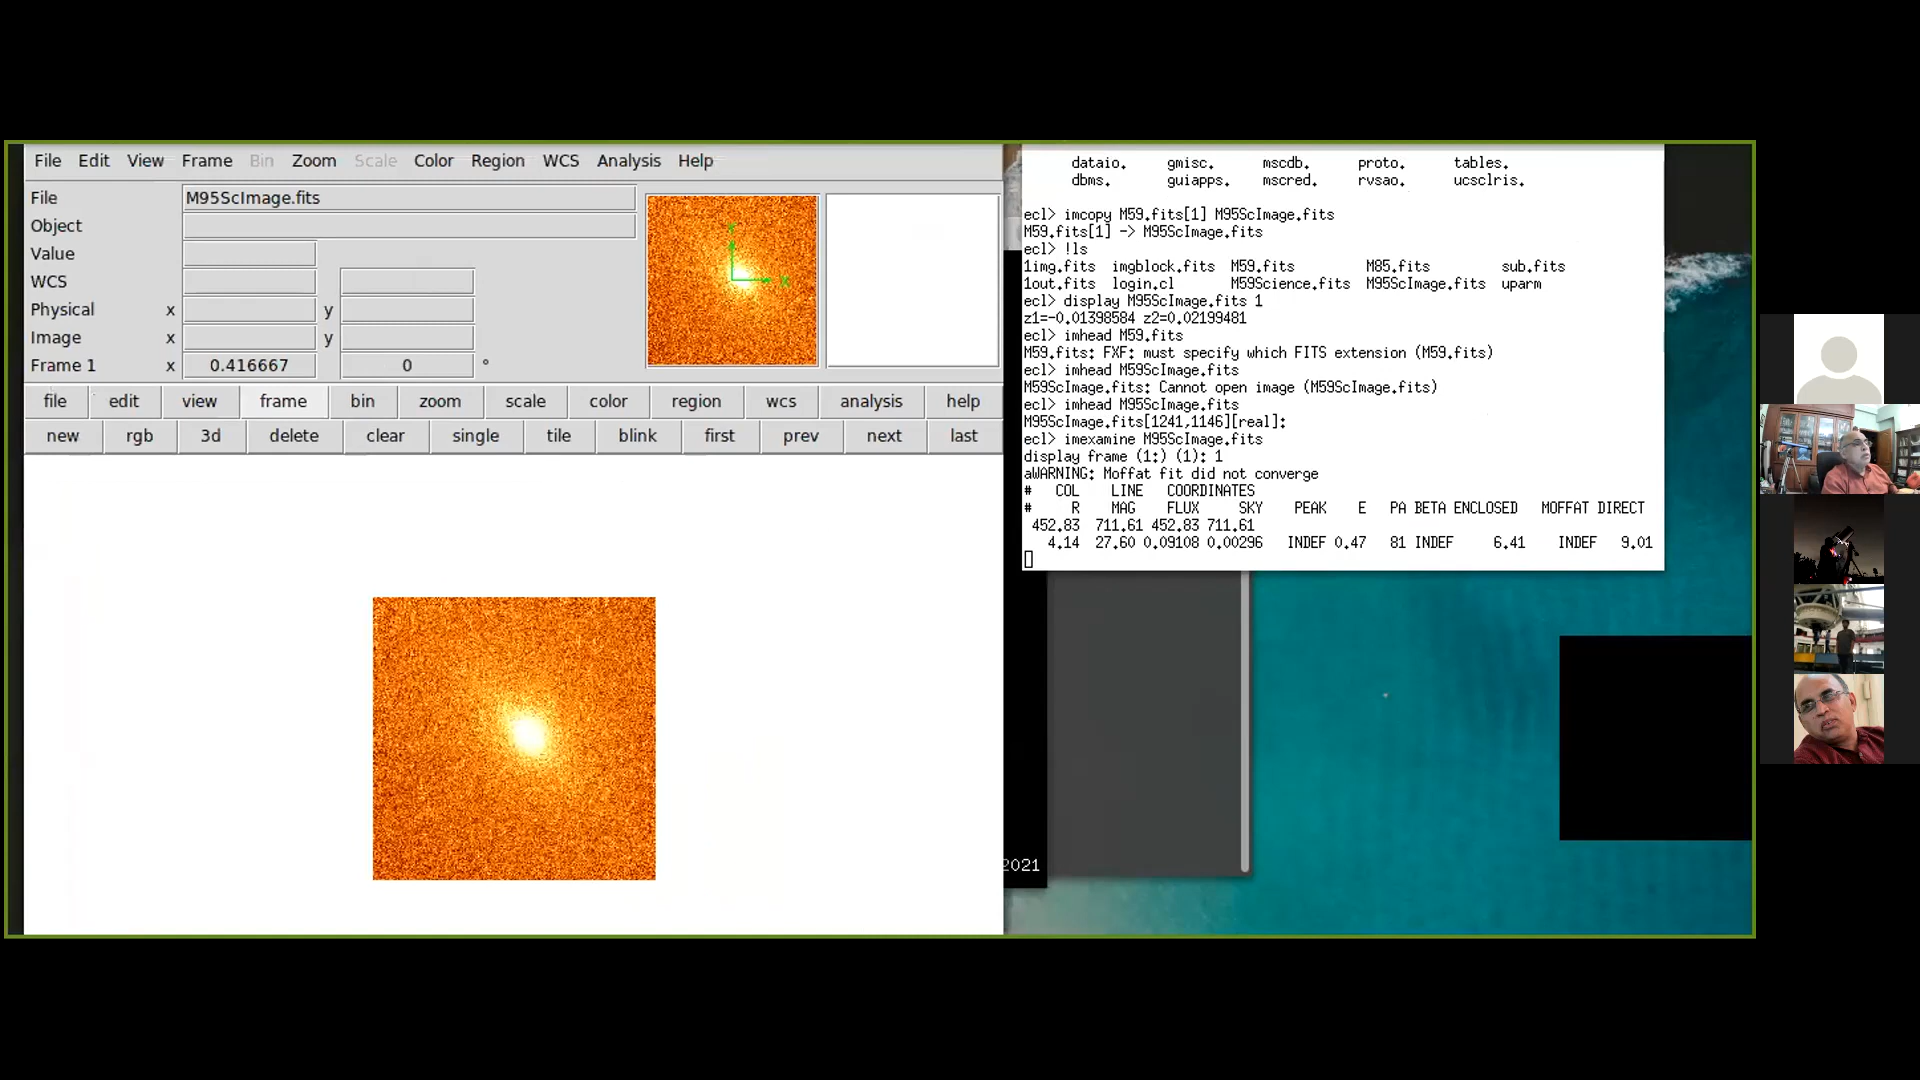 File Edit View Frame Bin Zoom Scale Color Region WCS Analysis Help
File M95ScImage.fits
Object
Value
WCS
Physical x y
Image x y
Frame 1 x 0.416667 0 °
Y
X
file edit view frame bin zoom scale color region wcs analysis help
new rgb 3d delete clear single tile blink first prev next last
dataio. gmisc. mscdb. proto. tables.
dbms. guiapps. mscred. rvsao. ucsclris.
ecl> imcopy M59.fits[1] M95ScImage.fits
M59.fits[1] -> M95ScImage.fits
ecl> !ls
1img.fits imgblock.fits M59.fits M85.fits sub.fits
1out.fits login.cl M59Science.fits M95ScImage.fits uparm
ecl> display M95ScImage.fits 1
z1=-0.01398584 z2=0.02199481
ecl> imhead M59.fits
M59.fits: FXF: must specify which FITS extension (M59.fits)
ecl> imhead M59ScImage.fits
M59ScImage.fits: Cannot open image (M59ScImage.fits)
ecl> imhead M95ScImage.fits
M95ScImage.fits[1241,1146][real]:
ecl> imexamine M95ScImage.fits
display frame (1:) (1): 1
aWARNING: Moffat fit did not converge
# COL LINE COORDINATES
# R MAG FLUX SKY PEAK E PA BETA ENCLOSED MOFFAT DIRECT
452.83 711.61 452.83 711.61
4.14 27.60 0.09108 0.00296 INDEF 0.47 81 INDEF 6.41 INDEF 9.01
2021